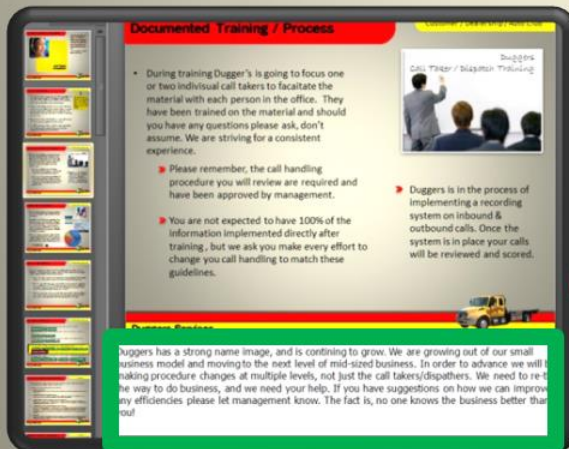 Documented Training / Process
Customer / Dealership / Auto Club
• During training Dugger's is going to focus one
or two indivisual call takers to facaitate the
material with each person in the office. They
have been trained on the material and should
you have any questions please ask, don't
assume. We are striving for a consistent
experience.
Please remember, the call handling
procedure you will review are required and
have been approved by management.
You are not expected to have 100% of the
information implemented directly after
training, but we ask you make every effort to
change you call handling to match these
guidelines.
Duggers
Call Taker / Dispatch Training
Duggers is in the process of
implementing a recording
system on inbound &
outbound calls. Once the
system is in place your calls
will be reviewed and scored.
Duggers Services
Duggers has a strong name image, and is contining to grow. We are growing out of our small
business model and moving to the next level of mid-sized business. In order to advance we will
making procedure changes at multiple levels, not just the call takers/dispathers. We need to
the way to do business, and we need your help. If you have suggestions on how we can improve
any efficiencies please let management know. The fact is, no one knows the business better than
you!